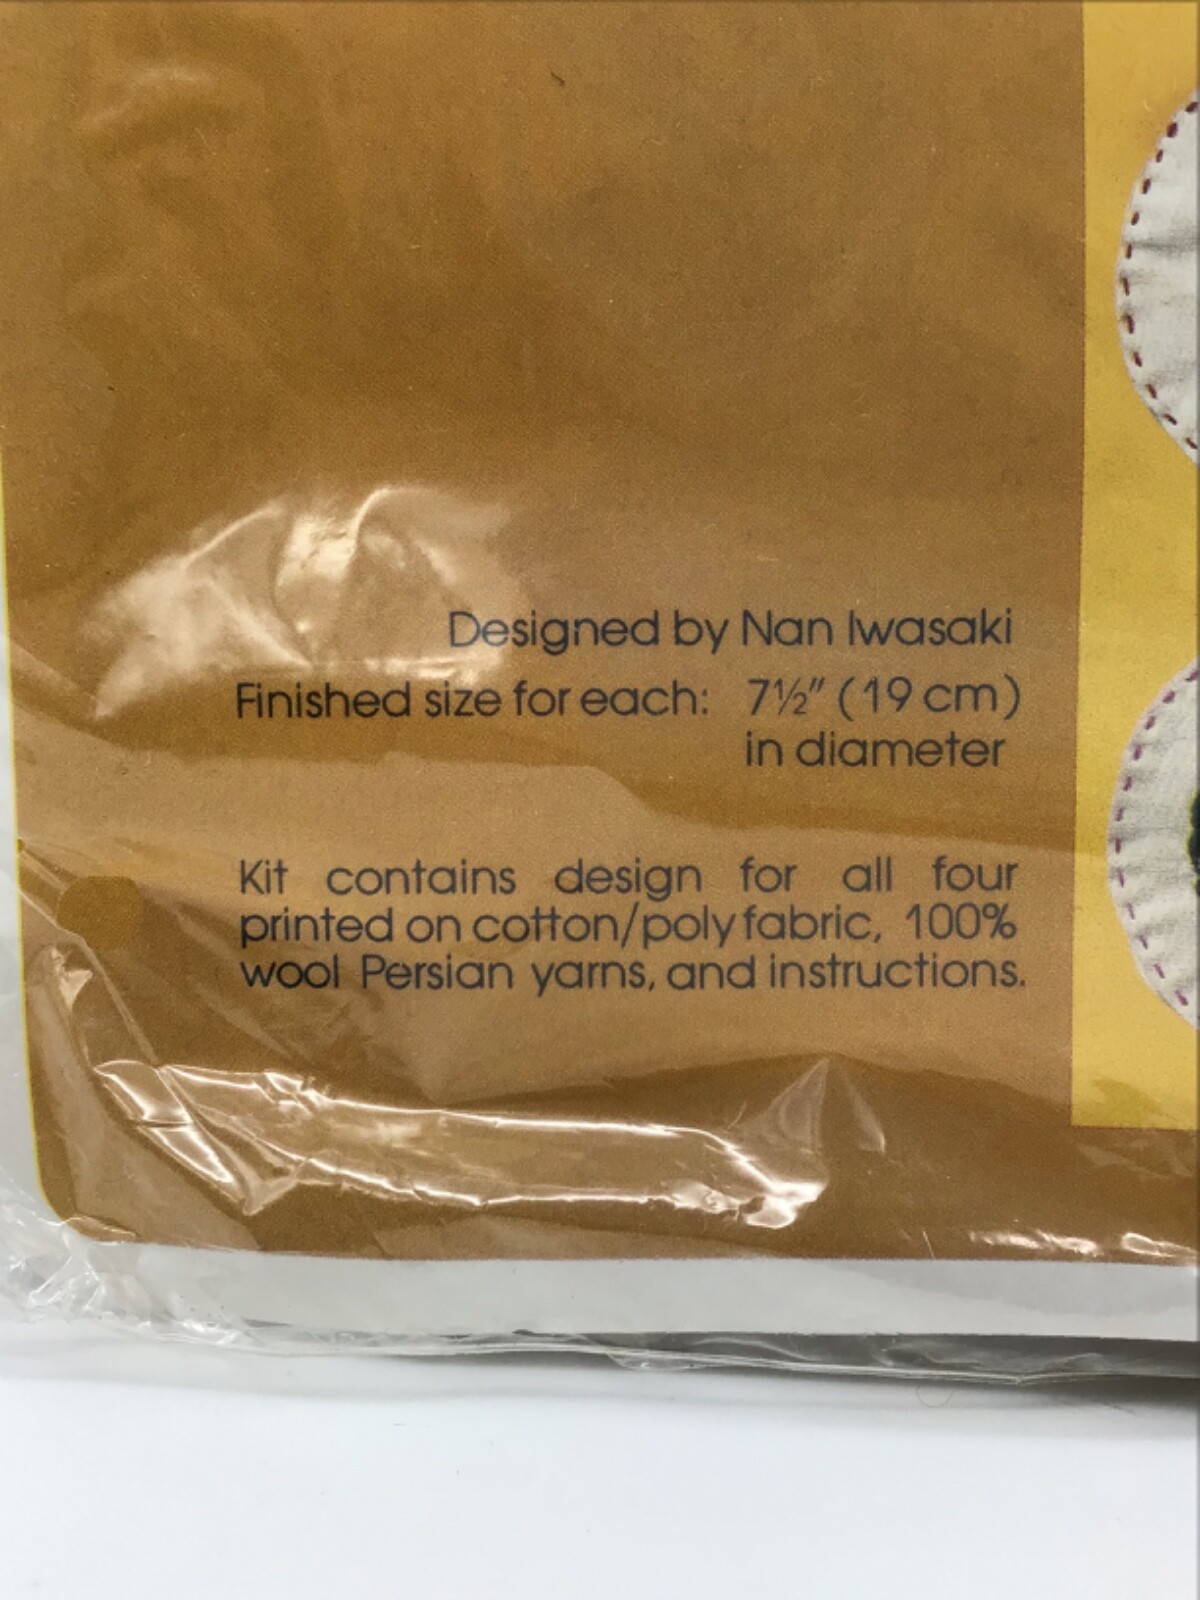 Designed by Nan Iwasaki
Finished size for each: 7½" (19 cm)
in diameter
Kit contains design for all four
printed on cotton/poly fabric, 100%
wool Persian yarns, and instructions.